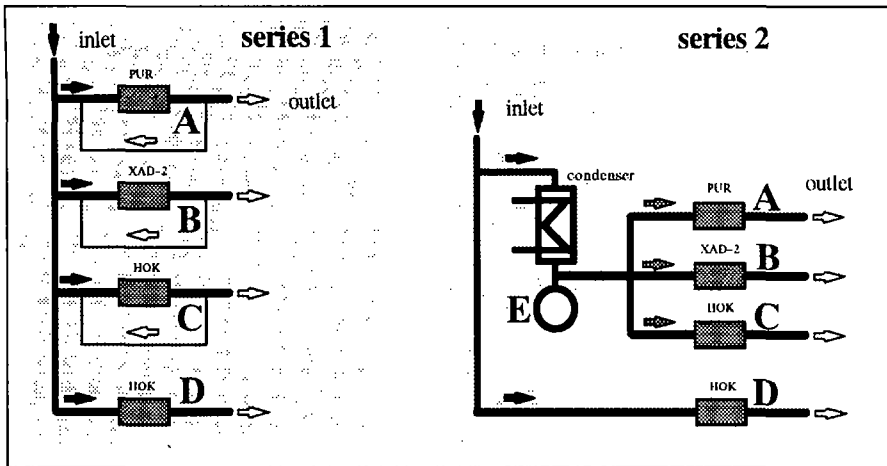 series 1
inlet
PUR
A
outlet
XAD-2
B
HOK
C
HOK
D
series 2
inlet
condenser
PUR
A
outlet
XAD-2
B
E
HOK
C
HOK
D